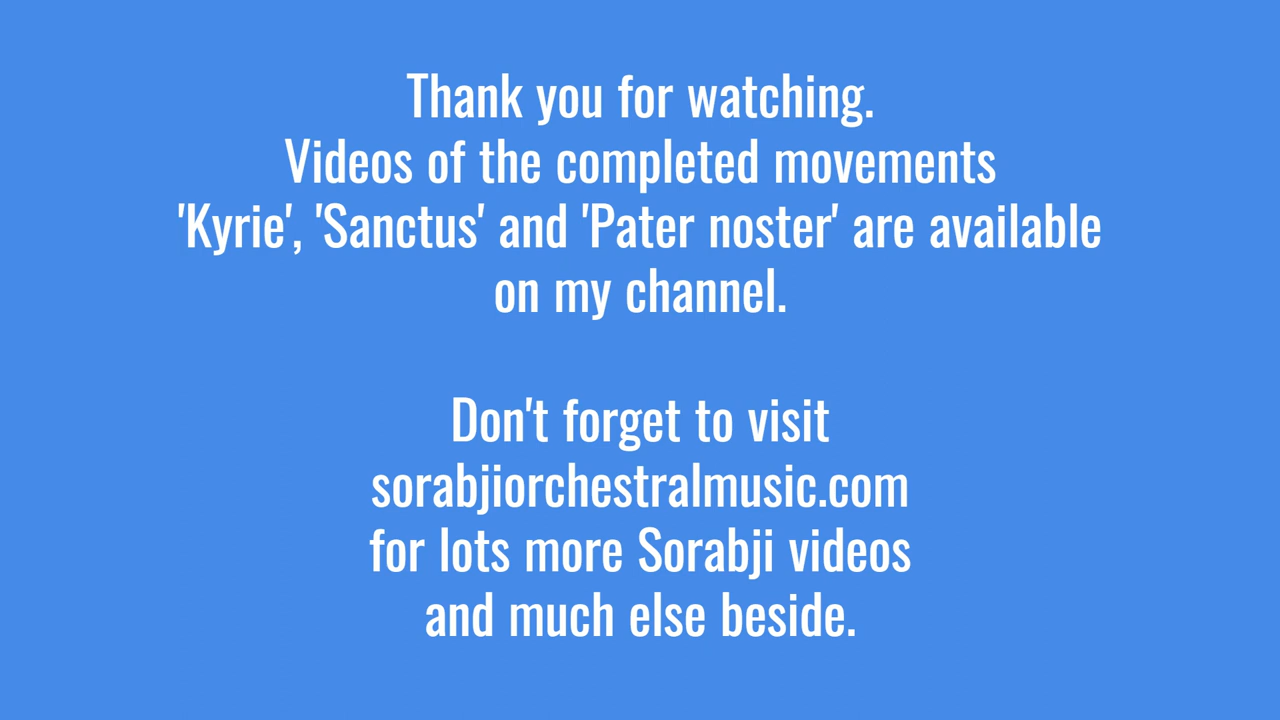 Thank you for watching.
Videos of the completed movements
'Kyrie', 'Sanctus' and 'Pater noster' are available
on my channel.
Don't forget to visit
sorabjiorchestralmusic.com
for lots more Sorabji videos
and much else beside.